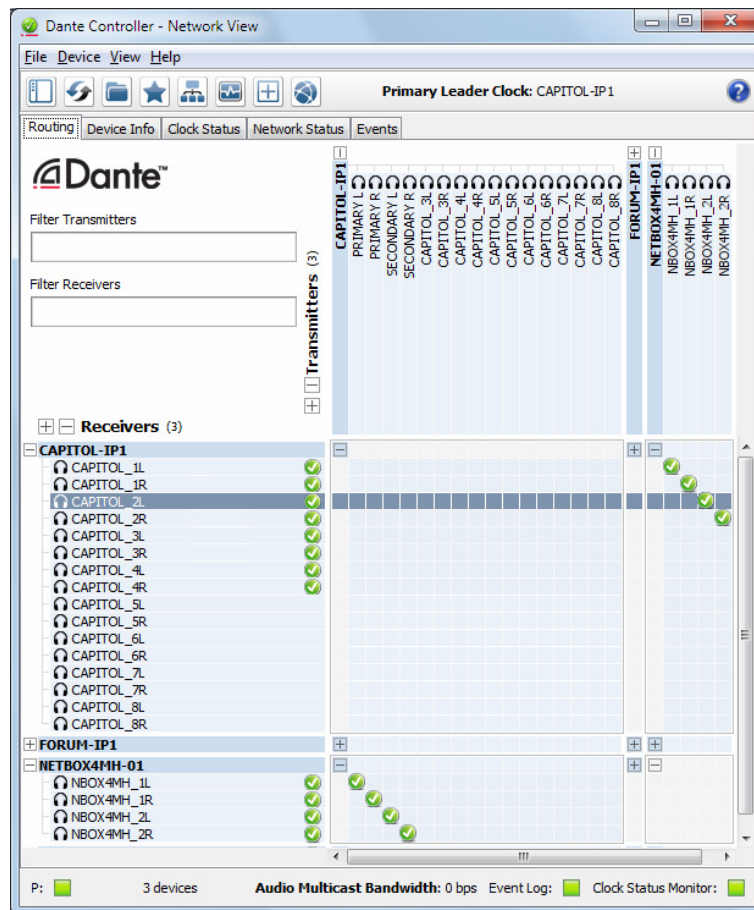 Dante Controller - Network View
File Device View Help
Primary Leader Clock: CAPITOL-IP1
Routing Device Info Clock Status Network Status Events
Dante™
Filter Transmitters
Filter Receivers
Transmitters (3)
CAPITOL-IP1
PRIMARY L
PRIMARY R
SECONDARY L
SECONDARY R
CAPITOL_3L
CAPITOL_3R
CAPITOL_4L
CAPITOL_4R
CAPITOL_5L
CAPITOL_5R
CAPITOL_6L
CAPITOL_6R
CAPITOL_7L
CAPITOL_7R
CAPITOL_8L
CAPITOL_8R
FORUM-IP1
NETBOX4MH-01
NBOX4MH_1L
NBOX4MH_1R
NBOX4MH_2L
NBOX4MH_2R
Receivers (3)
CAPITOL-IP1
CAPITOL_1L
CAPITOL_1R
CAPITOL_2L
CAPITOL_2R
CAPITOL_3L
CAPITOL_3R
CAPITOL_4L
CAPITOL_4R
CAPITOL_5L
CAPITOL_5R
CAPITOL_6L
CAPITOL_6R
CAPITOL_7L
CAPITOL_7R
CAPITOL_8L
CAPITOL_8R
FORUM-IP1
NETBOX4MH-01
NBOX4MH_1L
NBOX4MH_1R
NBOX4MH_2L
NBOX4MH_2R
P: 3 devices Audio Multicast Bandwidth: 0 bps Event Log: Clock Status Monitor: